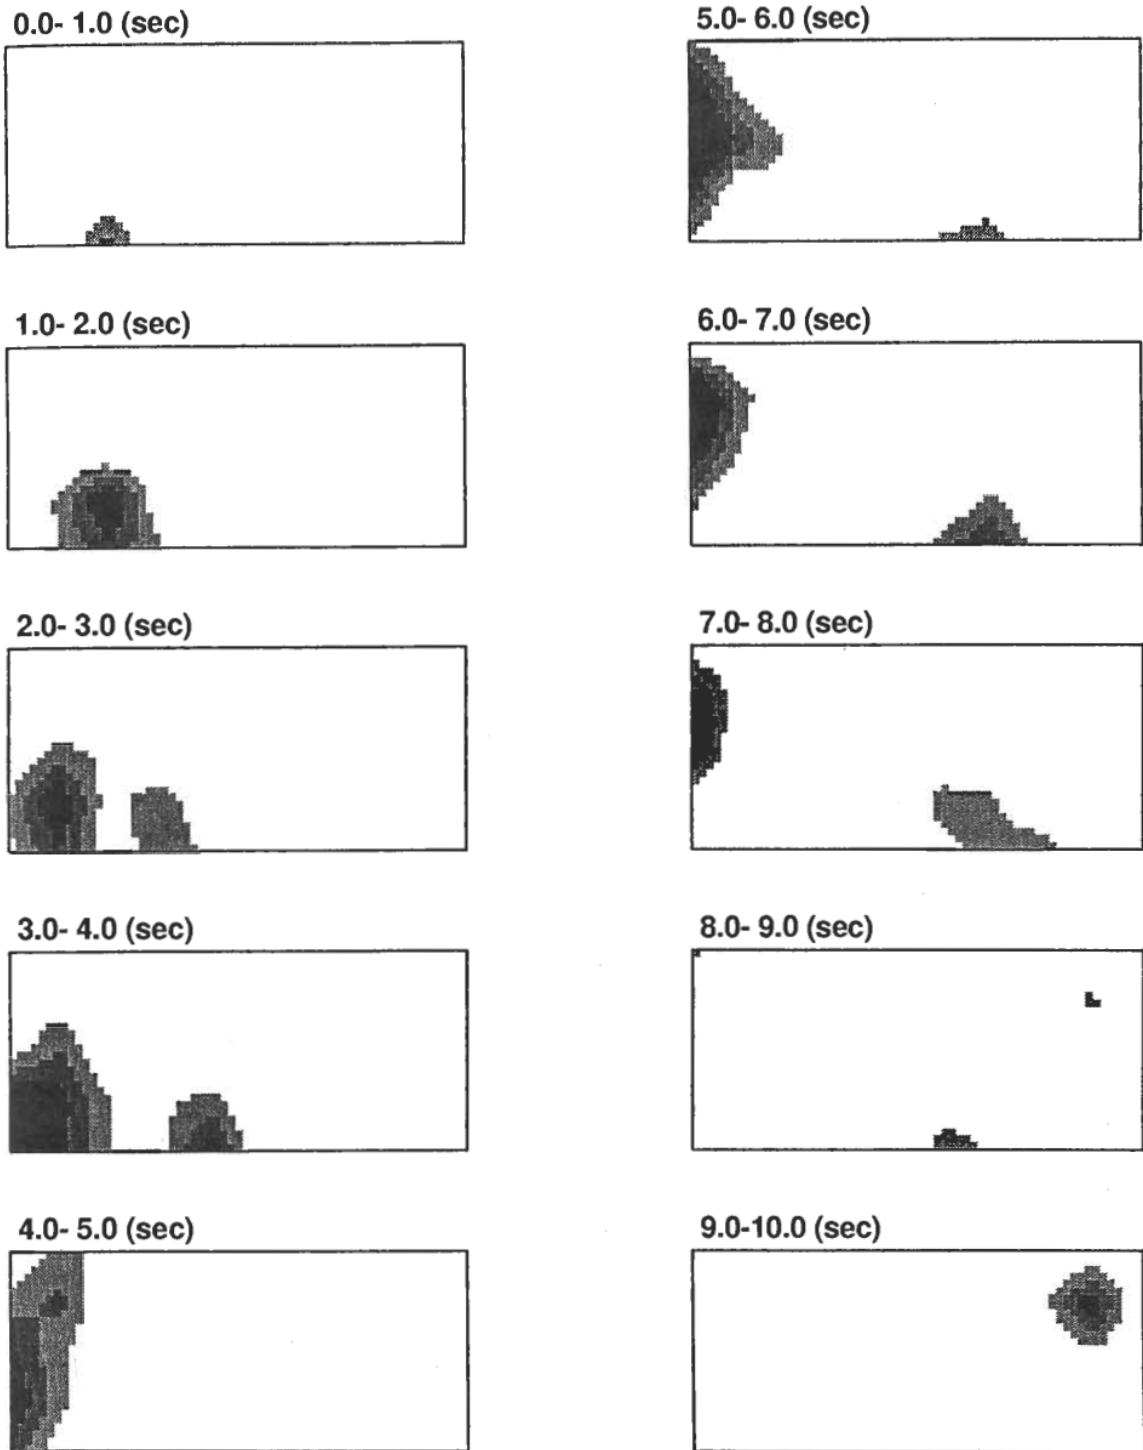 0.0- 1.0 (sec)
1.0- 2.0 (sec)
2.0- 3.0 (sec)
3.0- 4.0 (sec)
4.0- 5.0 (sec)
5.0- 6.0 (sec)
6.0- 7.0 (sec)
7.0- 8.0 (sec)
8.0- 9.0 (sec)
9.0-10.0 (sec)